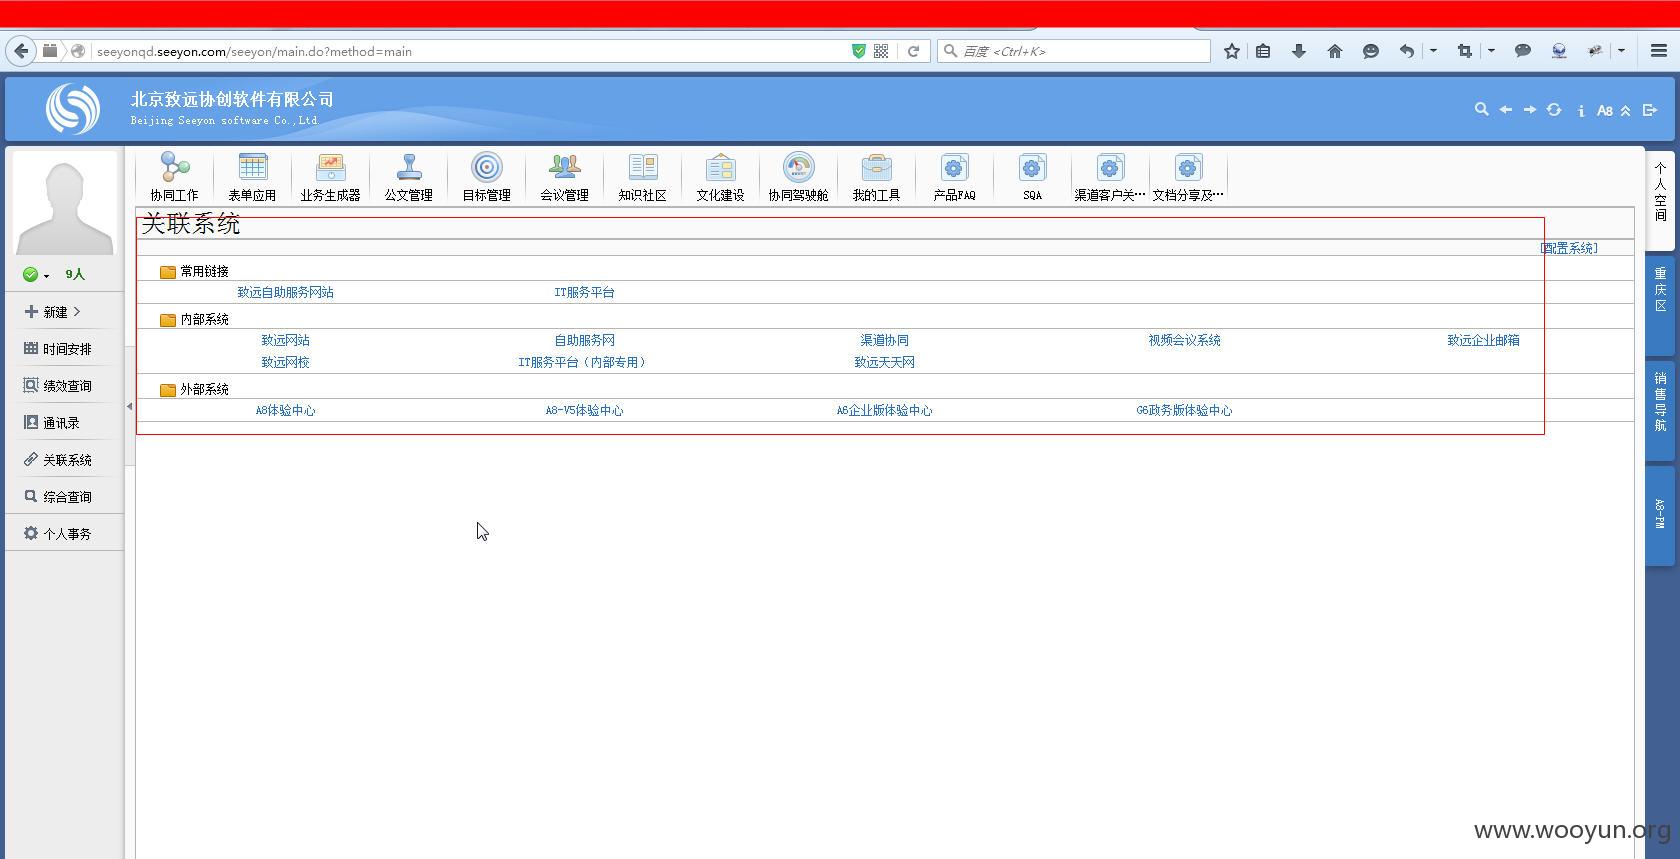 seeyonqd.seeyon.com/seeyon/main.do?method=main
百度 <Ctrl+K>
北京致远协创软件有限公司
Beijing Seeyon software Co.,Ltd.
A8
协同工作 表单应用 业务生成器 公文管理 目标管理 会议管理 知识社区 文化建设 协同驾驶舱 我的工具 产品FAQ SQA 渠道客户关… 文档分享及…
9人
新建
时间安排
绩效查询
通讯录
关联系统
综合查询
个人事务
关联系统
[配置系统]
常用链接
致远自助服务网站 IT服务平台
内部系统
致远网站 自助服务网 渠道协同 视频会议系统 致远企业邮箱
致远网校 IT服务平台（内部专用） 致远天天网
外部系统
A8体验中心 A8-V5体验中心 A6企业版体验中心 G6政务版体验中心
个人空间
重庆区
销售导航
A8-PM
www.wooyun.org